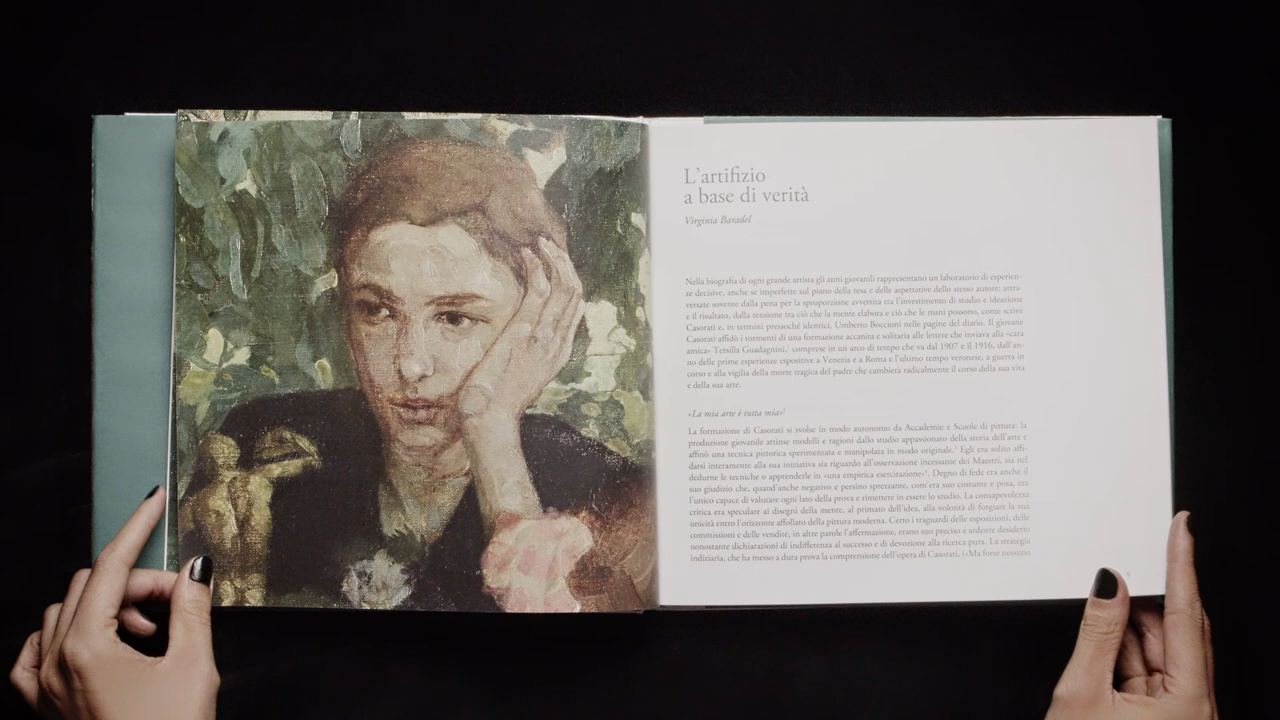 L'artifizio
a base di verità
Virginia Baradel
Nella biografia di ogni grande artista gli anni giovanili rappresentano un laboratorio di esperien-
ze decisive, anche se imperfette sul piano della resa e delle aspettative dello stesso autore; attra-
versate sovente dalla pena per la sproporzione avvertita tra l'investimento di studio e ideazione
e il risultato, dalla tensione tra ciò che la mente elabora e ciò che le mani possono, come scrive
Casorati e, in termini pressoché identici, Umberto Boccioni nelle pagine del diario. Il giovane
Casorati affidò i tormenti di una formazione accanita e solitaria alle lettere che inviava alla «cara
amica» Tersilla Guadagnini,¹ comprese in un arco di tempo che va dal 1907 e il 1916, dall'an-
no delle prime esperienze espositive a Venezia e a Roma e l'ultimo tempo veronese, a guerra in
corso e alla vigilia della morte tragica del padre che cambierà radicalmente il corso della sua vita
e della sua arte.
«La mia arte è tutta mia»²
La formazione di Casorati si svolse in modo autonomo da Accademie e Scuole di pittura: la
produzione giovanile attinse modelli e ragioni dallo studio appassionato della storia dell'arte e
affinò una tecnica pittorica sperimentata e manipolata in modo originale.³ Egli era solito affi-
darsi interamente alla sua iniziativa sia riguardo all'osservazione incessante dei Maestri, sia nel
dedurne le tecniche o apprenderle in «una empirica esercitazione»⁴. Degno di fede era anche il
suo giudizio che, quand'anche negativo e persino sprezzante, com'era suo costume e posa, era
l'unico capace di valutare ogni lato della prova e rimettere in essere lo studio. La consapevolezza
critica era speculare ai disegni della mente, al primato dell'idea, alla volontà di forgiare la sua
unicità entro l'orizzonte affollato della pittura moderna. Certo i traguardi delle esposizioni, delle
commissioni e delle vendite, in altre parole l'affermazione, erano suo preciso e ardente desiderio
nonostante dichiarazioni di indifferenza al successo e di devozione alla ricerca pura. La strategia
indiziaria, che ha messo a dura prova la comprensione dell'opera di Casorati, («Ma forse nessuno